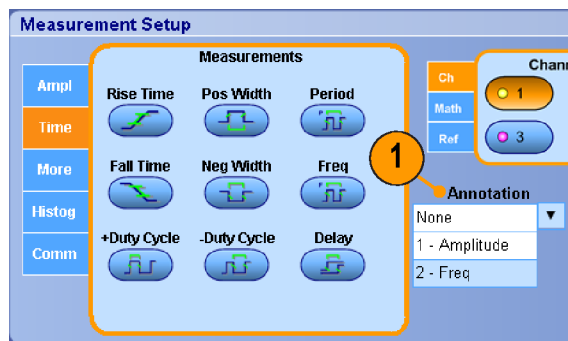 Measurement Setup
Measurements
Ampl
Time
More
Histog
Comm
Rise Time Pos Width Period
Fall Time Neg Width Freq
+Duty Cycle -Duty Cycle Delay
Ch
Math
Ref
Chann
1
3
1
Annotation
None
1 - Amplitude
2 - Freq